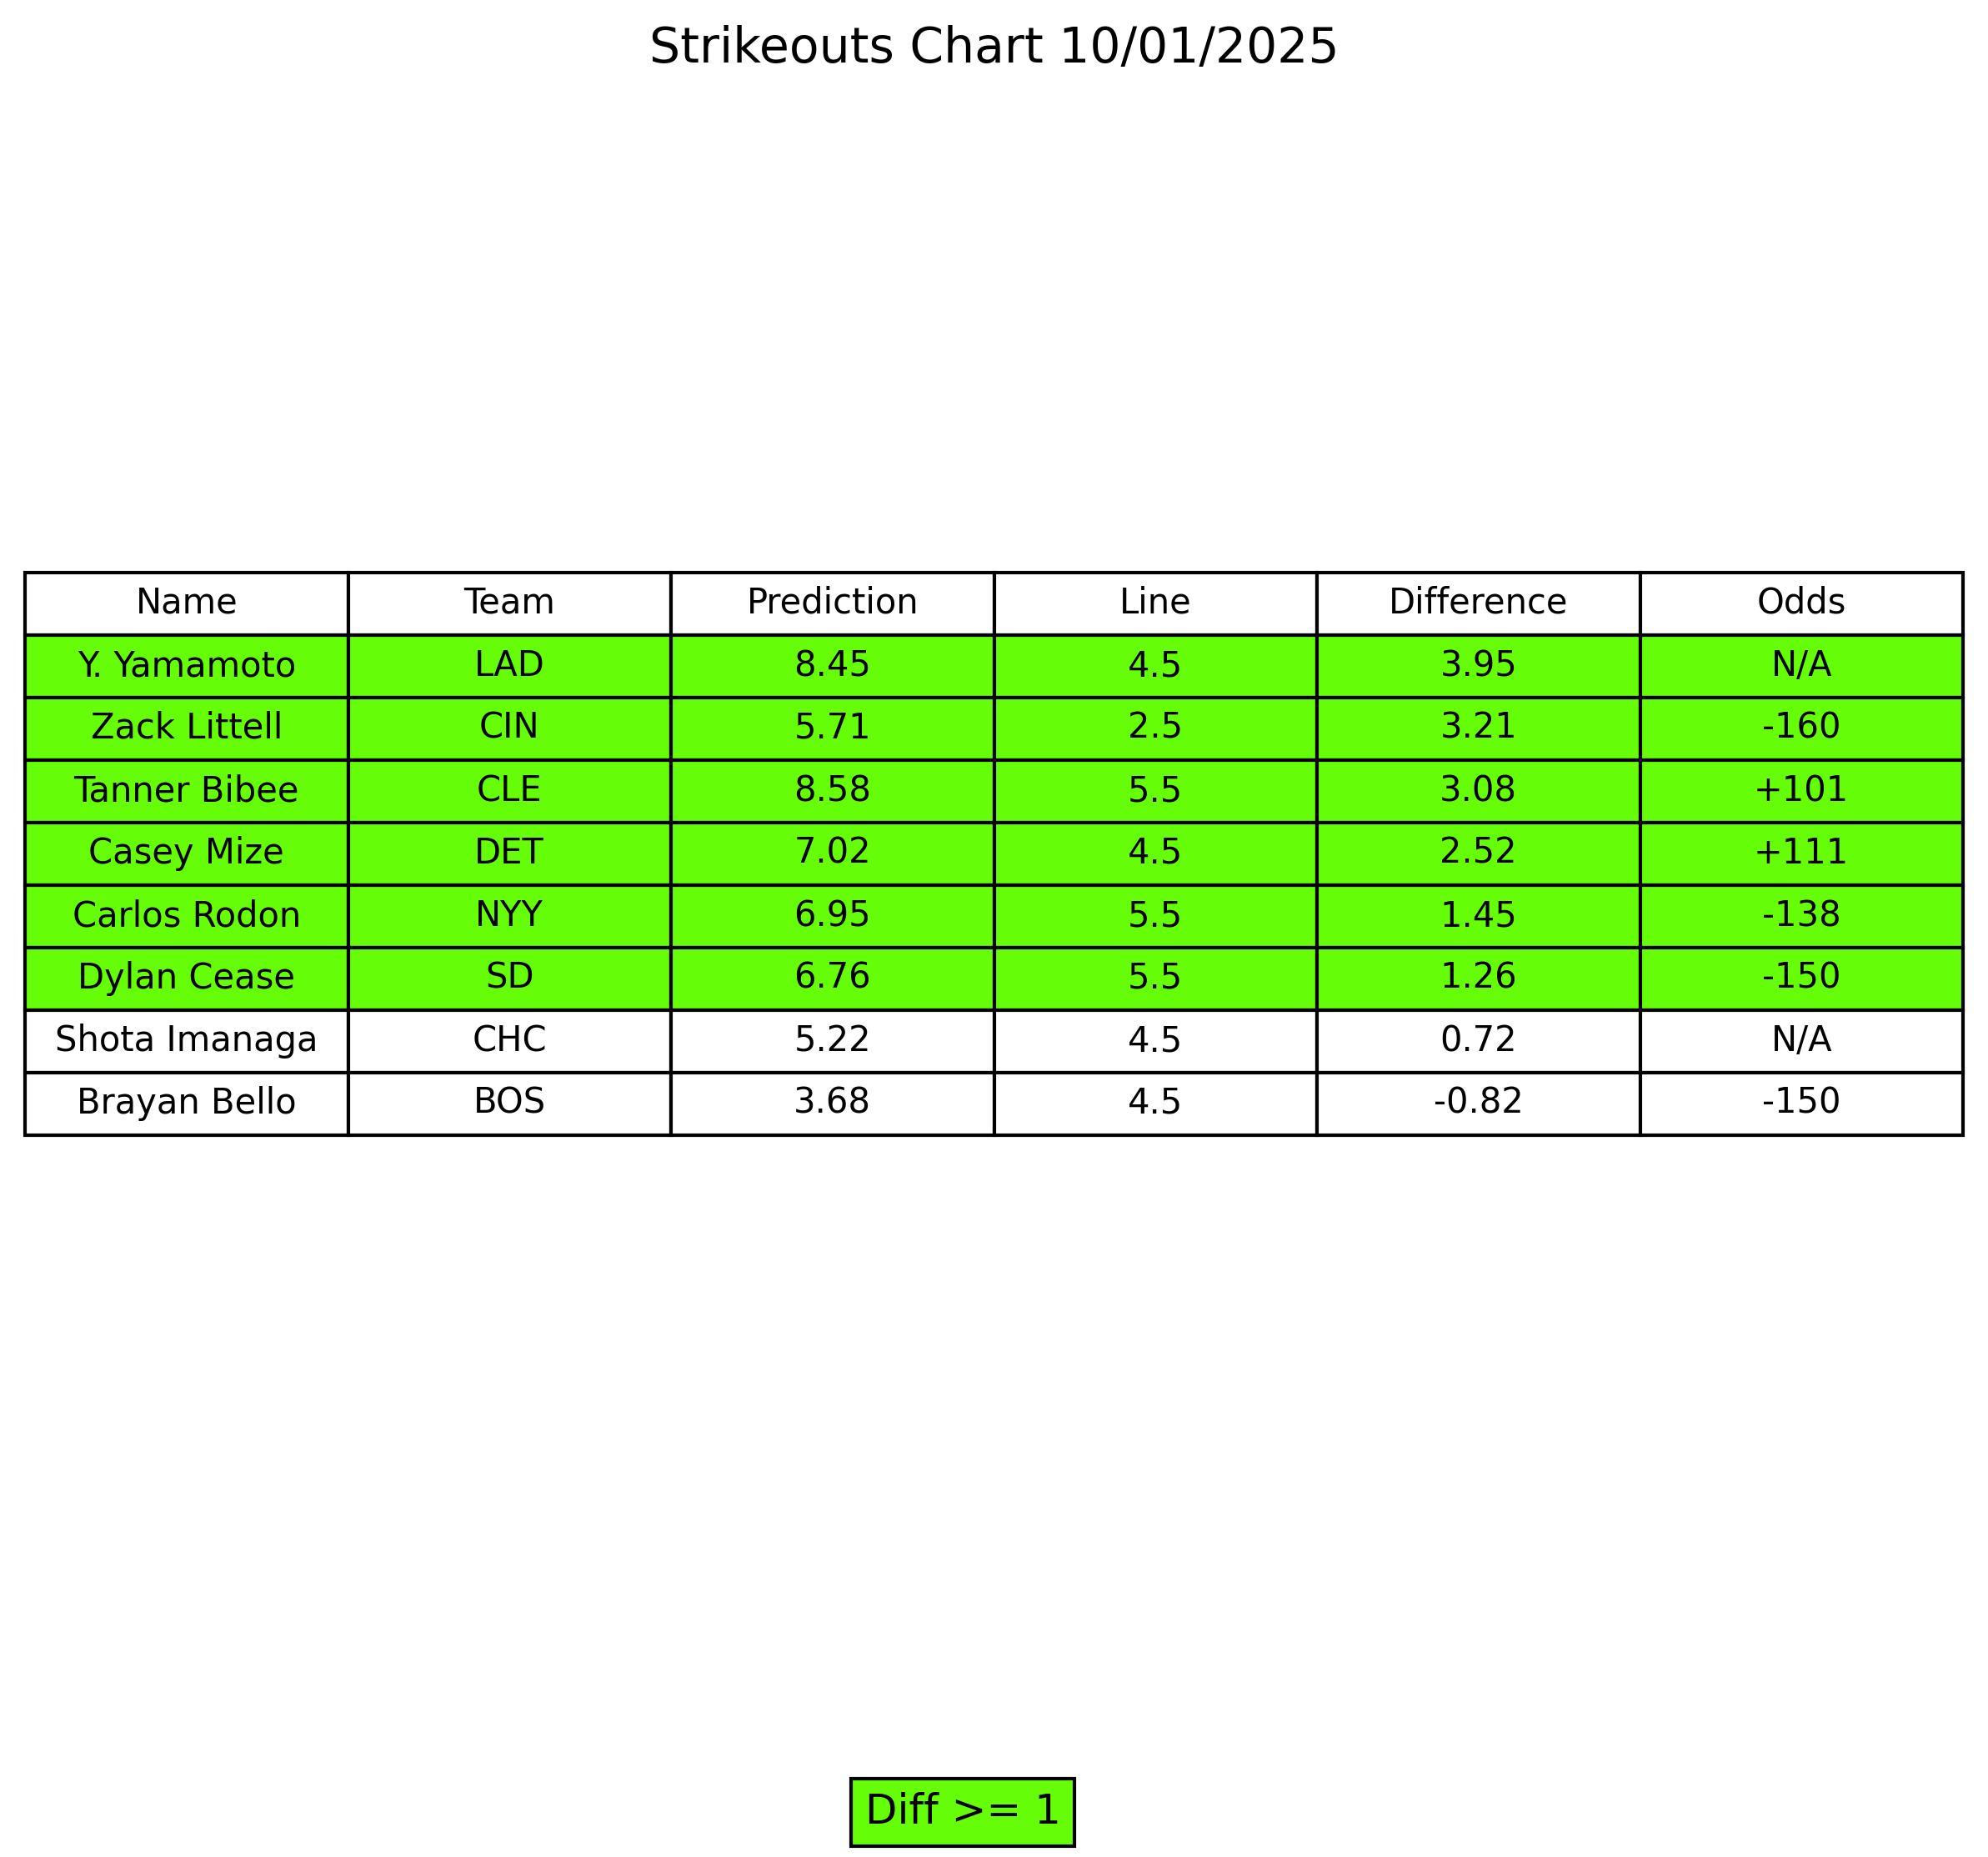 Strikeouts Chart 10/01/2025
Name Team Prediction Line Difference Odds
Y. Yamamoto LAD 8.45 4.5 3.95 N/A
Zack Littell CIN 5.71 2.5 3.21 -160
Tanner Bibee CLE 8.58 5.5 3.08 +101
Casey Mize DET 7.02 4.5 2.52 +111
Carlos Rodon NYY 6.95 5.5 1.45 -138
Dylan Cease SD 6.76 5.5 1.26 -150
Shota Imanaga CHC 5.22 4.5 0.72 N/A
Brayan Bello BOS 3.68 4.5 -0.82 -150
Diff >= 1